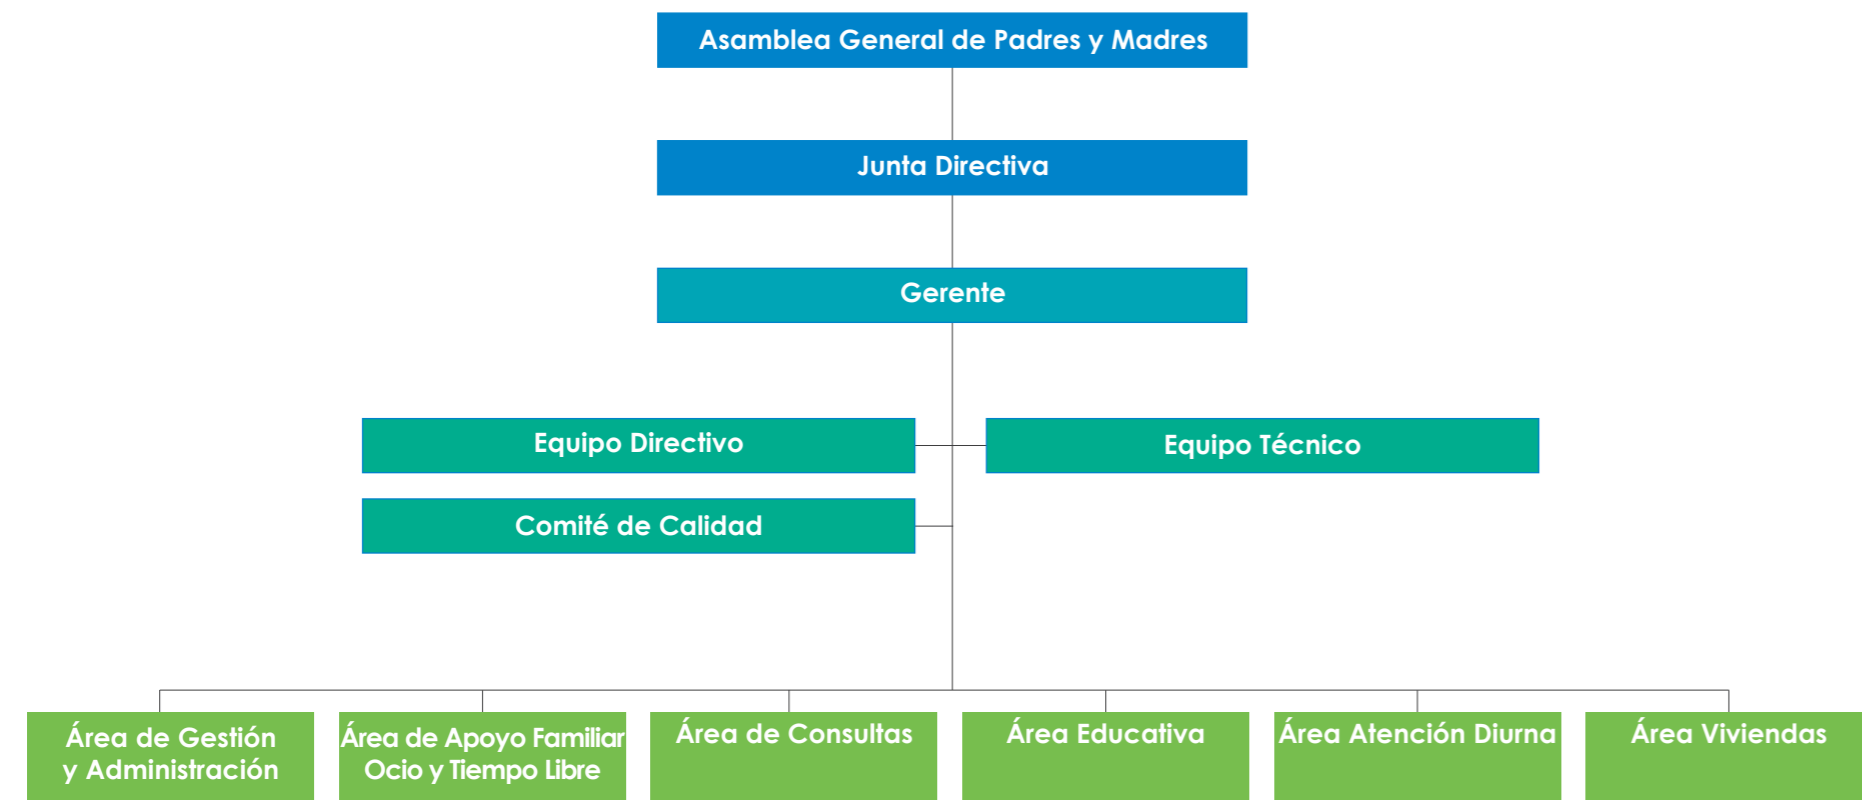 Asamblea General de Padres y Madres
Junta Directiva
Gerente
Equipo Directivo
Equipo Técnico
Comité de Calidad
Área de Gestión
y Administración
Área de Apoyo Familiar
Ocio y Tiempo Libre
Área de Consultas
Área Educativa
Área Atención Diurna
Área Viviendas